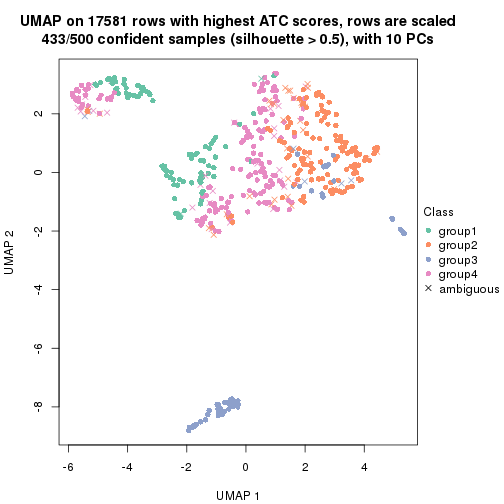 UMAP on 17581 rows with highest ATC scores, rows are scaled
433/500 confident samples (silhouette > 0.5), with 10 PCs
UMAP 2
2
0
-2
-4
-6
-8
-6
-4
-2
0
2
4
UMAP 1
Class
group1
group2
group3
group4
ambiguous